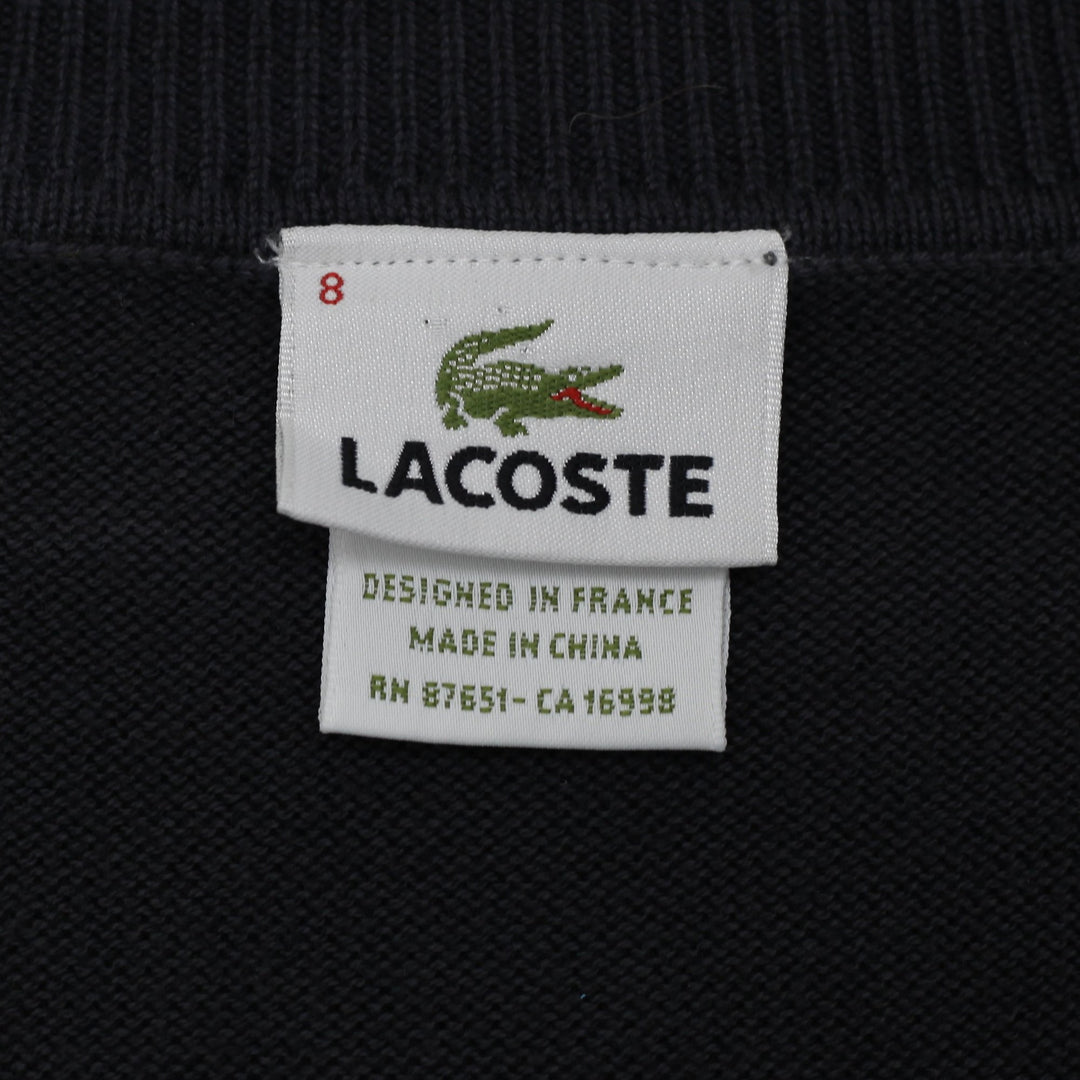 8
LACOSTE
DESIGNED IN FRANCE
MADE IN CHINA
RN 87651 - CA 16998